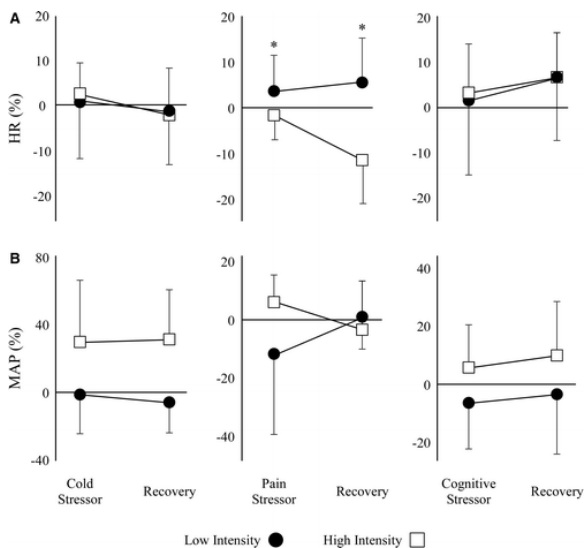 A
HR (%)
20
10
0
-10
-20
20
10
0
-10
-20
*
*
20
10
0
-10
-20
B
MAP (%)
80
40
0
-40
20
0
-20
-40
40
20
0
-20
Cold Stressor
Recovery
Pain Stressor
Recovery
Cognitive Stressor
Recovery
Low Intensity
High Intensity